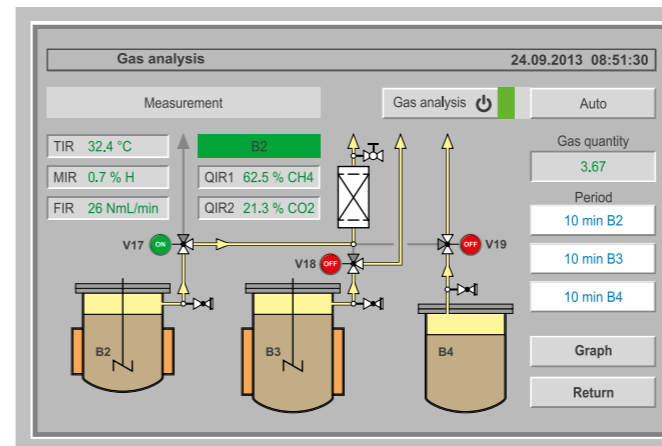 Gas analysis 24.09.2013 08:51:30
Measurement
Gas analysis
Auto
TIR 32.4 °C
B2
Gas quantity
3.67
MIR 0.7 % H
QIR1 62.5 % CH4
FIR 26 NmL/min
QIR2 21.3 % CO2
Period
10 min B2
V17 ON
OFF V19
V18 OFF
10 min B3
10 min B4
B2
B3
B4
Graph
Return